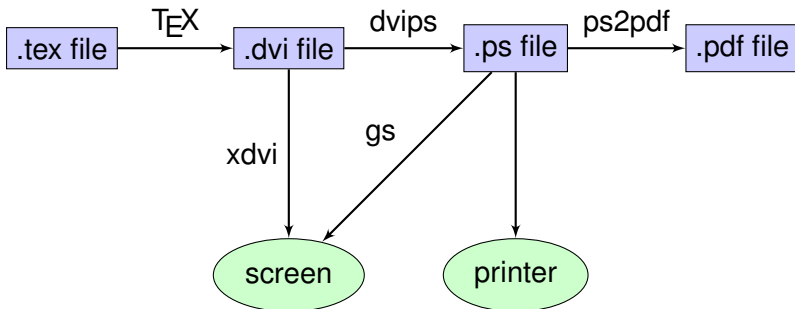 TEX
dvips
ps2pdf
.tex file
.dvi file
.ps file
.pdf file
xdvi
gs
screen
printer